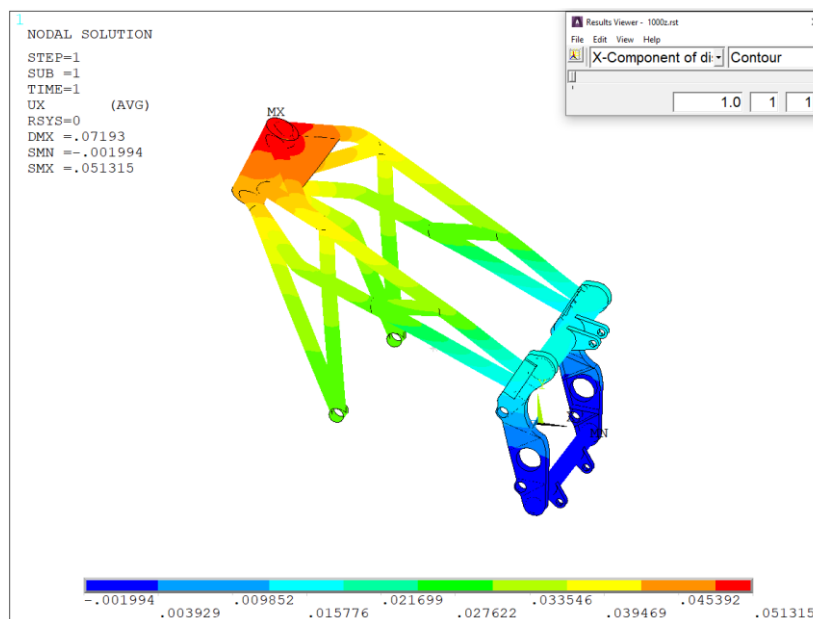 1
NODAL SOLUTION
STEP=1
SUB =1
TIME=1
UX (AVG)
RSYS=0
DMX =.07193
SMN =-.001994
SMX =.051315
Results Viewer - 1000z.rst
File Edit View Help
X-Component of di: Contour
1.0 1 1
MX
X
MN
-.001994 .009852 .021699 .033546 .045392
.003929 .015776 .027622 .039469 .051315